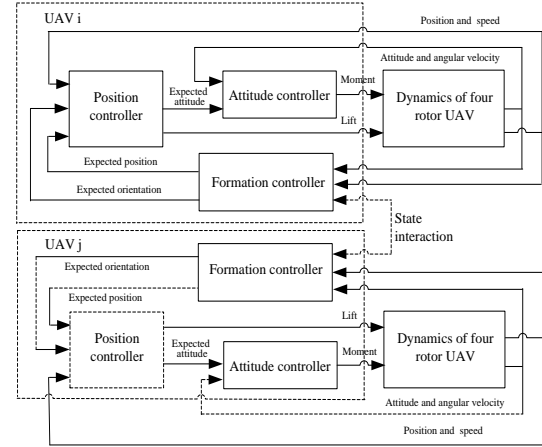 UAV i
Position and speed
Attitude and angular velocity
Position
controller
Expected
attitude
Attitude controller
Moment
Dynamics of four
rotor UAV
Lift
Expected position
Expected orientation
Formation controller
State
interaction
UAV j
Expected orientation
Formation controller
Expected position
Position
controller
Lift
Expected
attitude
Attitude controller
Moment
Dynamics of four
rotor UAV
Attitude and angular velocity
Position and speed